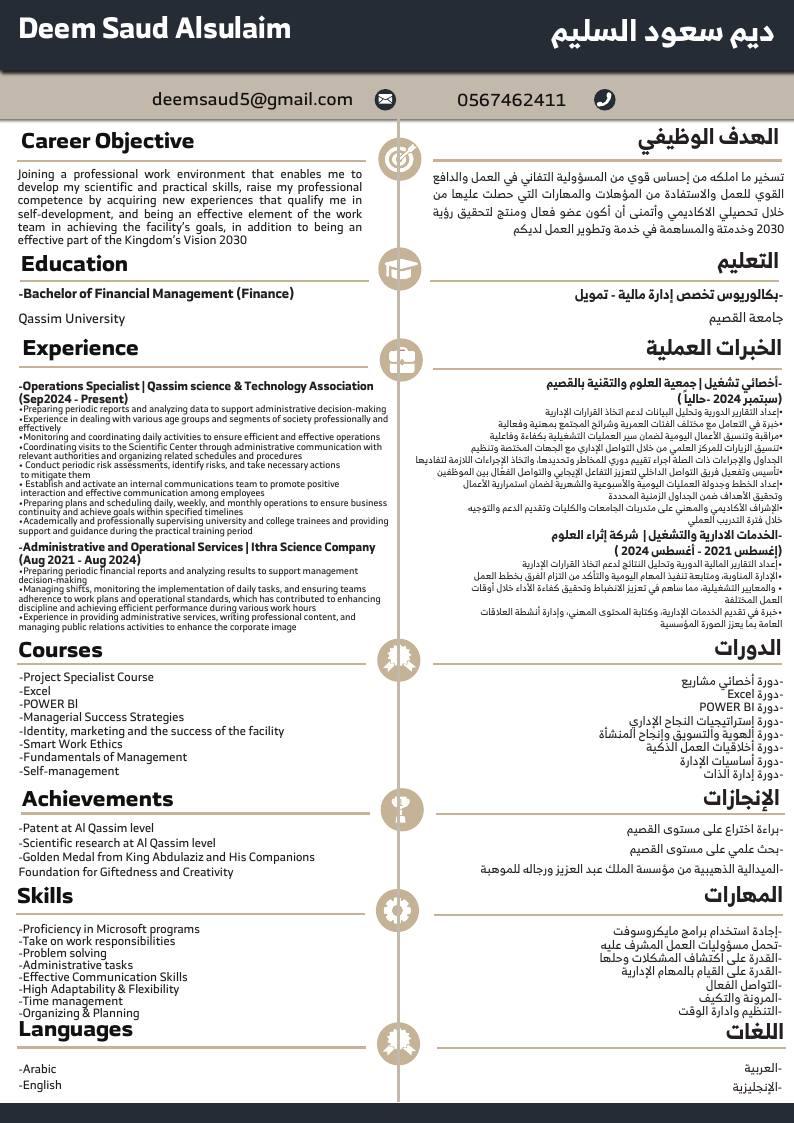 Deem Saud Alsulaim
ديم سعود السليم
deemsaud5@gmail.com
0567462411
Career Objective
Joining a professional work environment that enables me to
develop my scientific and practical skills, raise my professional
competence by acquiring new experiences that qualify me in
self-development, and being an effective element of the work
team in achieving the facility's goals, in addition to being an
effective part of the Kingdom's Vision 2030
Education
-Bachelor of Financial Management (Finance)
Qassim University
Experience
-Operations Specialist | Qassim science & Technology Association
(Sep2024 - Present)
•Preparing periodic reports and analyzing data to support administrative decision-making
•Experience in dealing with various age groups and segments of society professionally and
effectively
•Monitoring and coordinating daily activities to ensure efficient and effective operations
•Coordinating visits to the Scientific Center through administrative communication with
relevant authorities and organizing related schedules and procedures
• Conduct periodic risk assessments, identify risks, and take necessary actions
to mitigate them
• Establish and activate an internal communications team to promote positive
interaction and effective communication among employees
•Preparing plans and scheduling daily, weekly, and monthly operations to ensure business
continuity and achieve goals within specified timelines
•Academically and professionally supervising university and college trainees and providing
support and guidance during the practical training period
-Administrative and Operational Services | Ithra Science Company
(Aug 2021 - Aug 2024)
•Preparing periodic financial reports and analyzing results to support management
decision-making
•Managing shifts, monitoring the implementation of daily tasks, and ensuring teams
adherence to work plans and operational standards, which has contributed to enhancing
discipline and achieving efficient performance during various work hours
•Experience in providing administrative services, writing professional content, and
managing public relations activities to enhance the corporate image
Courses
-Project Specialist Course
-Excel
-POWER BI
-Managerial Success Strategies
-Identity, marketing and the success of the facility
-Smart Work Ethics
-Fundamentals of Management
-Self-management
Achievements
-Patent at Al Qassim level
-Scientific research at Al Qassim level
-Golden Medal from King Abdulaziz and His Companions
Foundation for Giftedness and Creativity
Skills
-Proficiency in Microsoft programs
-Take on work responsibilities
-Problem solving
-Administrative tasks
-Effective Communication Skills
-High Adaptability & Flexibility
-Time management
-Organizing & Planning
Languages
-Arabic
-English
الهدف الوظيفي
تسخير ما املكه من إحساس قوي من المسؤولية التفاني في العمل والدافع
القوي للعمل والاستفادة من المؤهلات والمهارات التي حصلت عليها من
خلال تحصيلي الاكاديمي وأتمنى أن أكون عضو فعال ومنتج لتحقيق رؤية
2030 وخدمتة والمساهمة في خدمة وتطوير العمل لديكم
التعليم
-بكالوريوس تخصص إدارة مالية - تمويل
جامعة القصيم
الخبرات العملية
-أخصائي تشغيل | جمعية العلوم والتقنية بالقصيم
(سبتمبر 2024 -حالياً )
•إعداد التقارير الدورية وتحليل البيانات لدعم اتخاذ القرارات الإدارية
•خبرة في التعامل مع مختلف الفئات العمرية وشرائح المجتمع بمهنية وفعالية
•مراقبة وتنسيق الأعمال اليومية لضمان سير العمليات التشغيلية بكفاءة وفاعلية
•تنسيق الزيارات للمركز العلمي من خلال التواصل الإداري مع الجهات المختصة وتنظيم
الجداول والإجراءات ذات الصلة اجراء تقييم دوري للمخاطر وتحديدها، واتخاذ الإجراءات اللازمة لتفاديها
•تأسيس وتفعيل فريق التواصل الداخلي لتعزيز التفاعل الإيجابي والتواصل الفعّال بين الموظفين
•إعداد الخطط وجدولة العمليات اليومية والأسبوعية والشهرية لضمان استمرارية الأعمال
وتحقيق الأهداف ضمن الجداول الزمنية المحددة
•الإشراف الأكاديمي والمهني على متدربات الجامعات والكليات وتقديم الدعم والتوجيه
خلال فترة التدريب العملي
-الخدمات الادارية والتشغيل | شركة إثراء العلوم
(إغسطس 2021 - أغسطس 2024 )
•إعداد التقارير المالية الدورية وتحليل النتائج لدعم اتخاذ القرارات الإدارية
•الإدارة المناوبة، ومتابعة تنفيذ المهام اليومية والتأكد من التزام الفرق بخطط العمل
• والمعايير التشغيلية، مما ساهم في تعزيز الانضباط وتحقيق كفاءة الأداء خلال أوقات
العمل المختلفة
•خبرة في تقديم الخدمات الإدارية، وكتابة المحتوى المهني، وإدارة أنشطة العلاقات
العامة بما يعزز الصورة المؤسسية
الدورات
-دورة أخصائي مشاريع
-دورة Excel
-دورة POWER BI
-دورة إستراتيجيات النجاح الإداري
-دورة الهوية والتسويق وإنجاح المنشأة
-دورة أخلاقيات العمل الذكية
-دورة أساسيات الإدارة
-دورة إدارة الذات
الإنجازات
-براءة اختراع على مستوى القصيم
-بحث علمي على مستوى القصيم
-الميدالية الذهيبية من مؤسسة الملك عبد العزيز ورجاله للموهبة
المهارات
-إجادة استخدام برامج مايكروسوفت
-تحمل مسؤوليات العمل المشرف عليه
-القدرة على اكتشاف المشكلات وحلها
-القدرة على القيام بالمهام الإدارية
-التواصل الفعال
-المرونة والتكيف
-التنظيم وادارة الوقت
اللغات
-العربية
-الإنجليزية